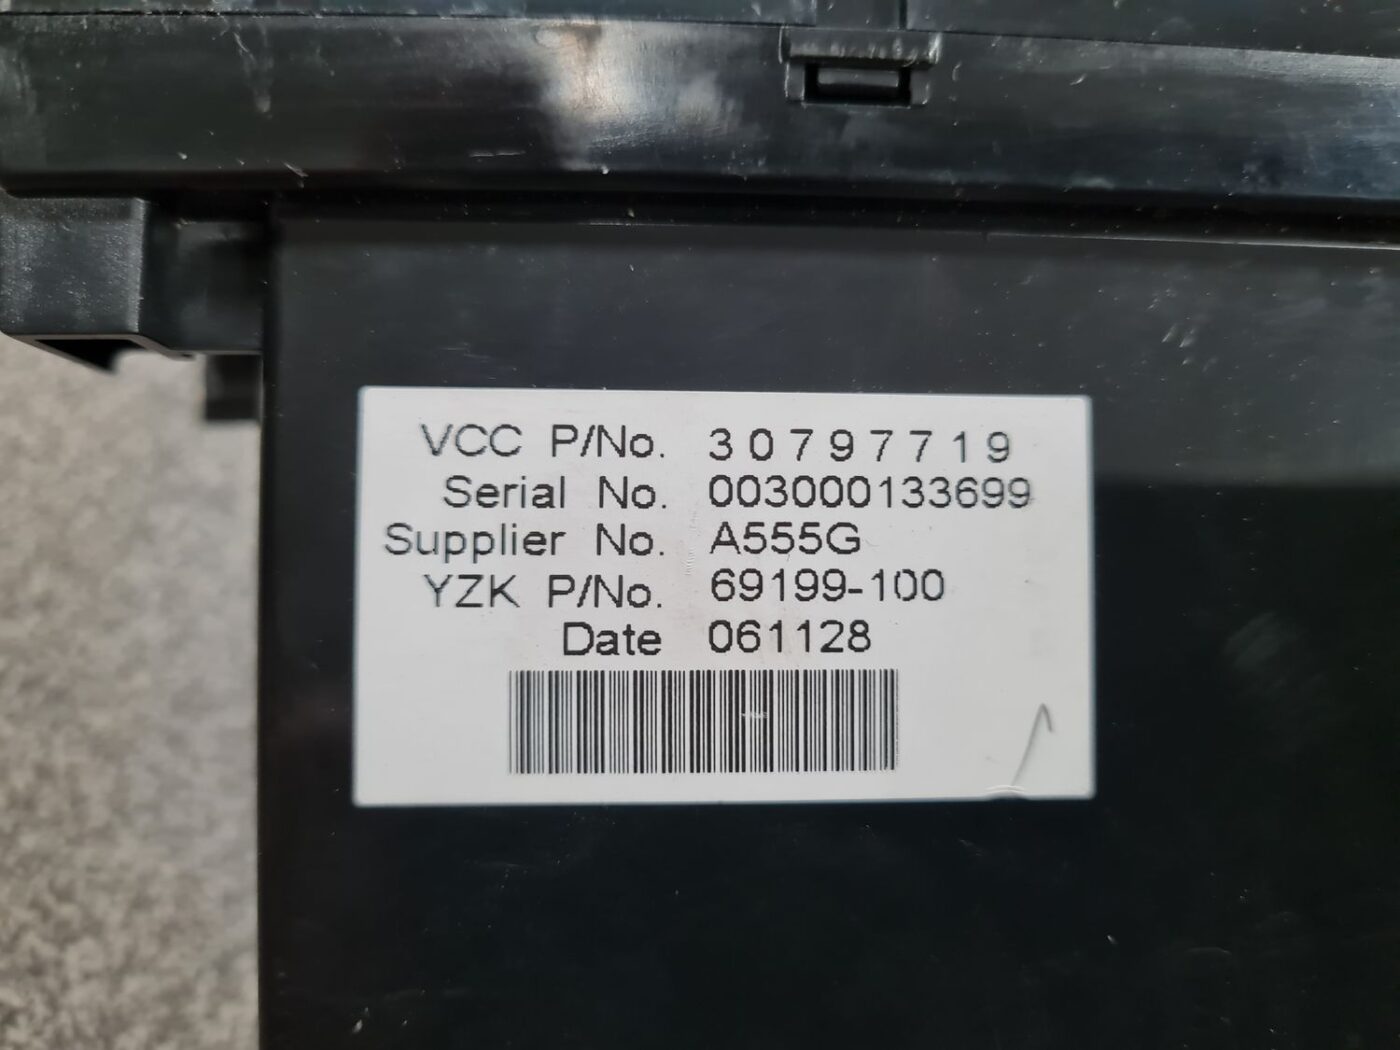 VCC P/No. 30797719
Serial No. 003000133699
Supplier No. A555G
YZK P/No. 69199-100
Date 061128